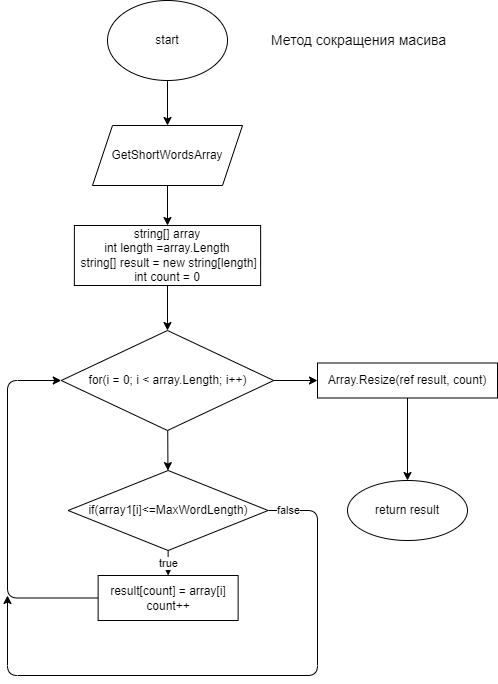 start
Метод сокращения масива
GetShortWordsArray
string[] array
int length =array.Length
string[] result = new string[length]
int count = 0
for(i = 0; i < array.Length; i++)
Array.Resize(ref result, count)
if(array1[i]<=MaxWordLength)
false
return result
true
result[count] = array[i]
count++